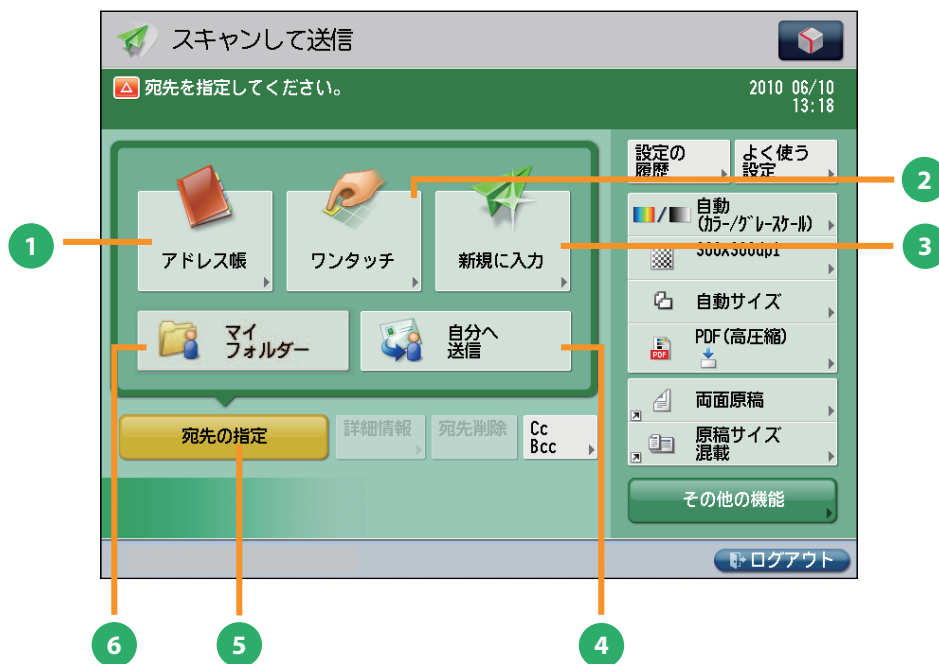 スキャンして送信
宛先を指定してください。
2010 06/10
13:18
設定の
履歴
よく使う
設定
2
1
アドレス帳
ワンタッチ
新規に入力
自動
(カラー/グレースケール)
3
300x300dpi
自動サイズ
マイ
フォルダー
自分へ
送信
PDF
PDF(高圧縮)
両面原稿
宛先の指定
詳細情報
宛先削除
Cc
Bcc
原稿サイズ
混載
その他の機能
ログアウト
6
5
4